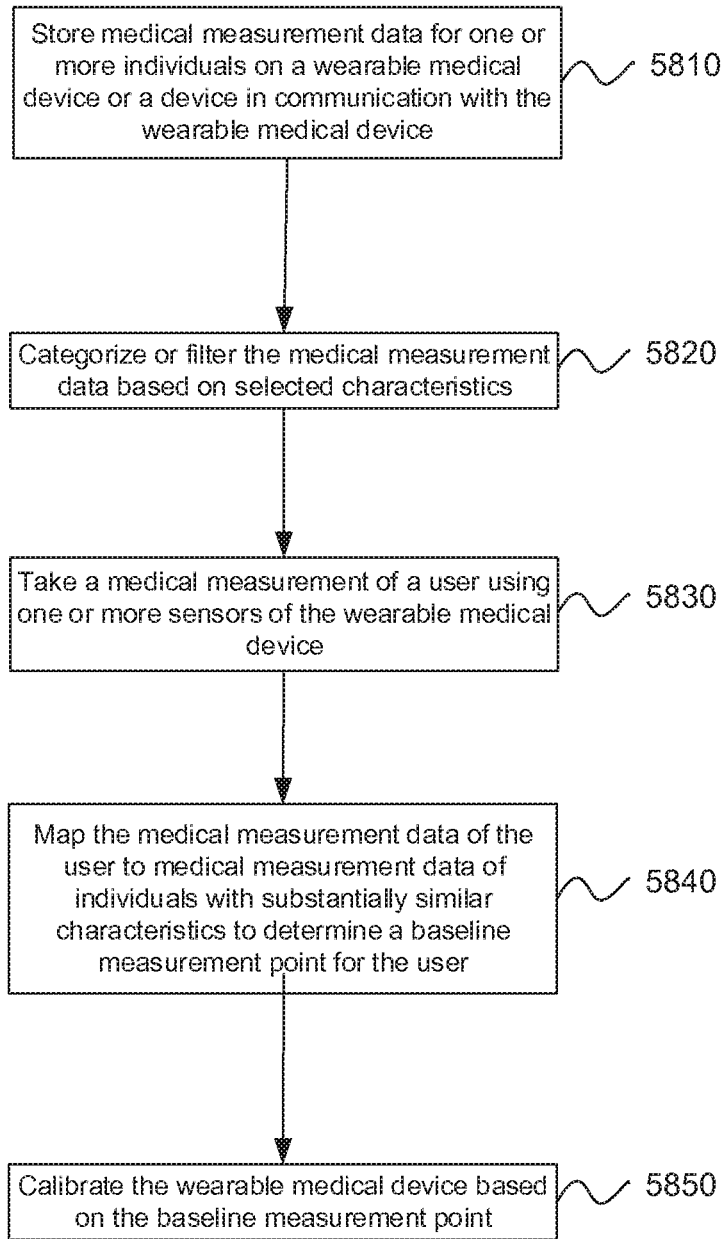 Store medical measurement data for one or
more individuals on a wearable medical
device or a device in communication with the
wearable medical device
5810
Categorize or filter the medical measurement
data based on selected characteristics
5820
Take a medical measurement of a user using
one or more sensors of the wearable medical
device
5830
Map the medical measurement data of the
user to medical measurement data of
individuals with substantially similar
characteristics to determine a baseline
measurement point for the user
5840
Calibrate the wearable medical device based
on the baseline measurement point
5850